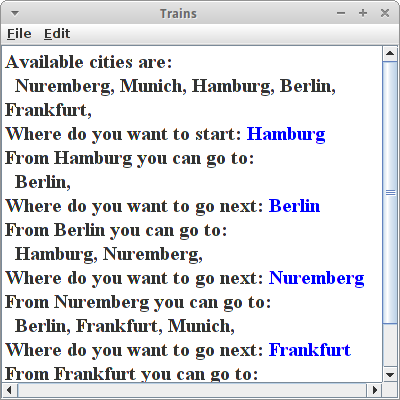 Trains
File Edit
Available cities are:
Nuremberg, Munich, Hamburg, Berlin,
Frankfurt,
Where do you want to start: Hamburg
From Hamburg you can go to:
Berlin,
Where do you want to go next: Berlin
From Berlin you can go to:
Hamburg, Nuremberg,
Where do you want to go next: Nuremberg
From Nuremberg you can go to:
Berlin, Frankfurt, Munich,
Where do you want to go next: Frankfurt
From Frankfurt you can go to: